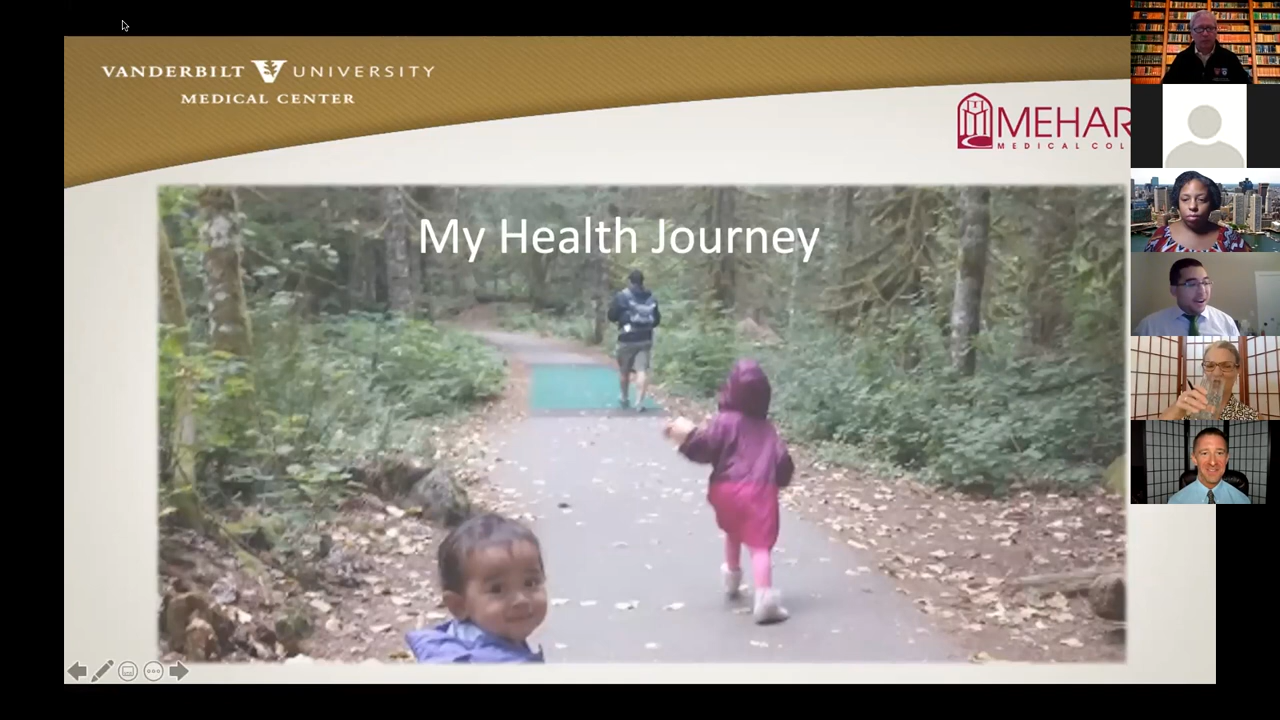 VANDERBILT UNIVERSITY
MEDICAL CENTER
MEHAR
MEDICAL COL
My Health Journey